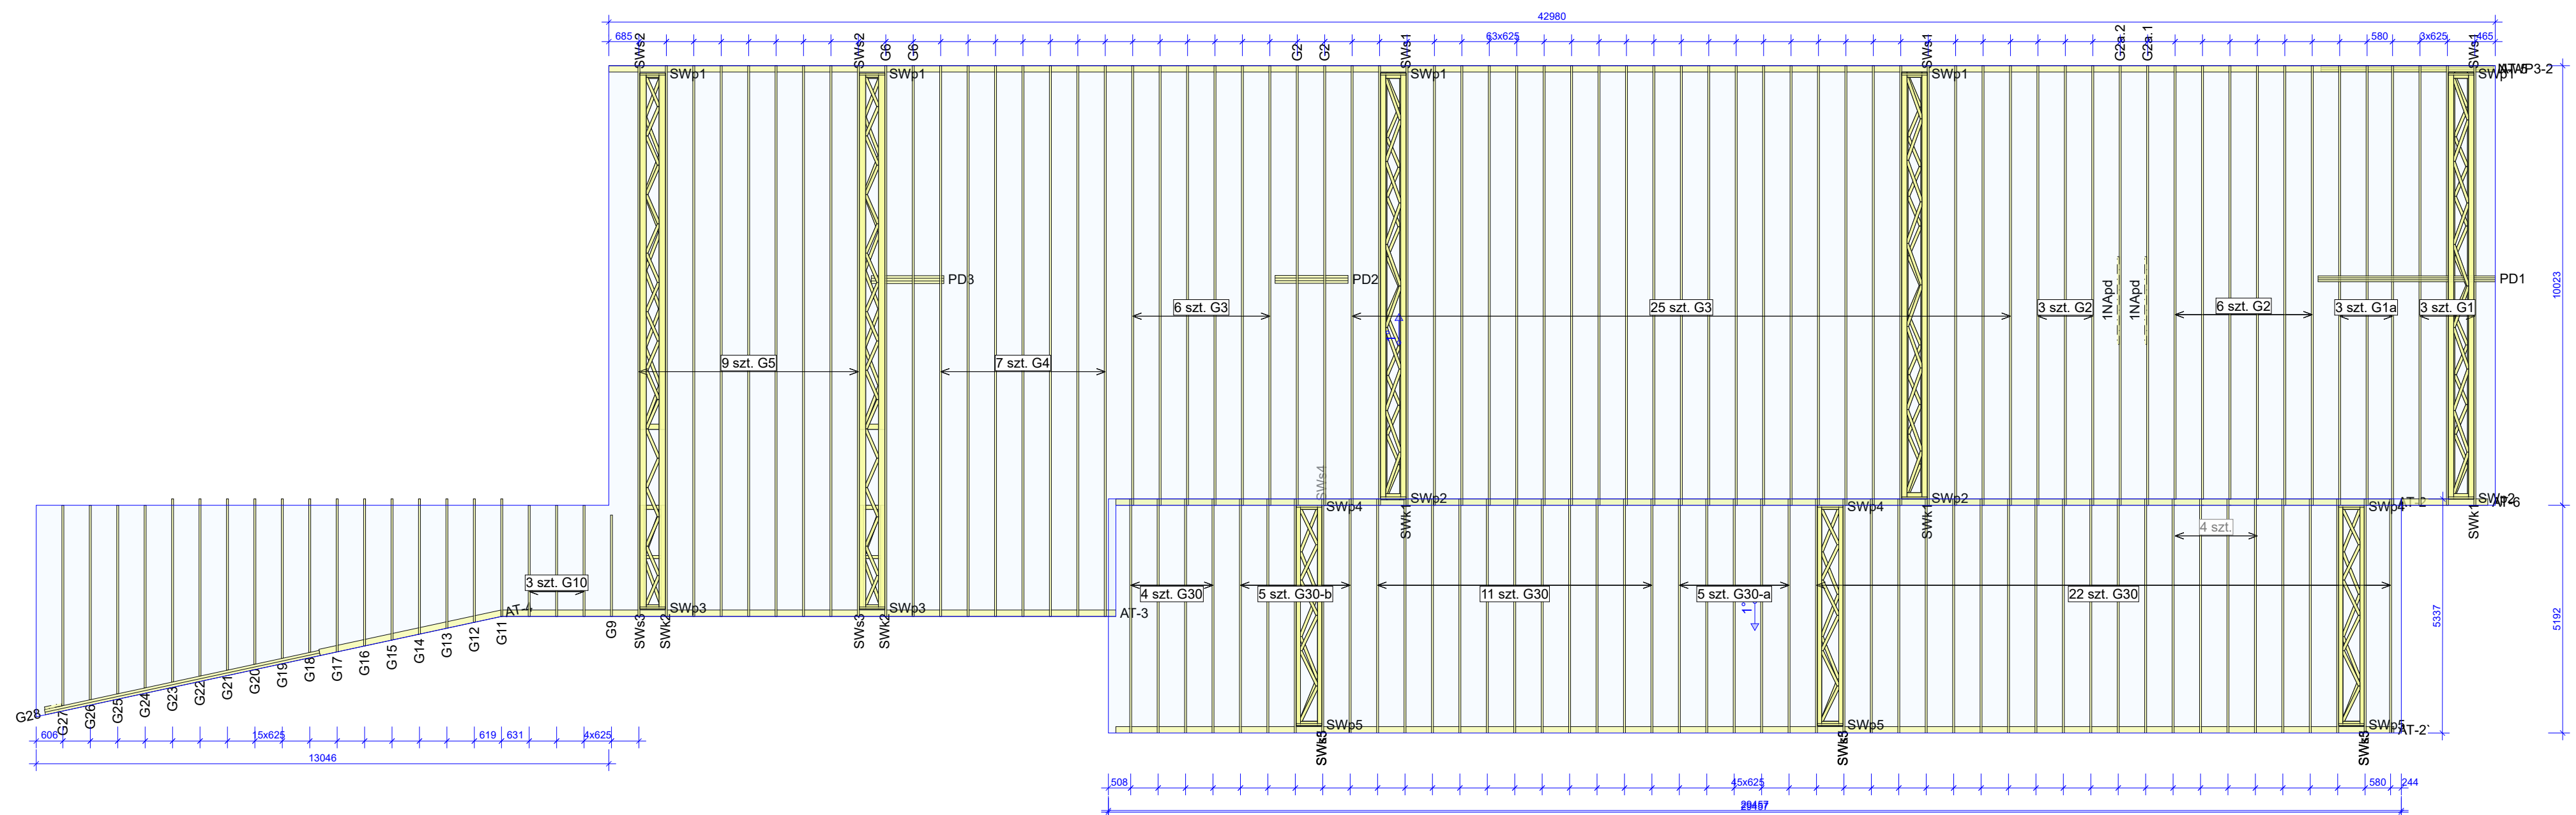 42980
685
63x625
580
3x625
465
SWs2
SWs2
G6
G6
G2
G2
SWs1
SWs1
G2a.2
G2a.1
SWs1
SWp1
SWp1
SWp1
SWp1
SWp1
PD3
PD2
PD1
10023
1NApd
1NApd
6 szt. G3
25 szt. G3
3 szt. G2
6 szt. G2
3 szt. G1a
3 szt. G1
9 szt. G5
7 szt. G4
SWs4
SWp2
SWp2
SWp2
AT-2
AT-6
SWp4
SWp4
SWp4
SWk1
SWk1
SWk1
4 szt.
3 szt. G10
4 szt. G30
5 szt. G30-b
11 szt. G30
5 szt. G30-a
22 szt. G30
1°
AT-4
SWp3
SWp3
AT-3
5337
5192
G9
SWs3
SWk2
SWs3
SWk2
G28
G27
G26
G25
G24
G23
G22
G21
G20
G19
G18
G17
G16
G15
G14
G13
G12
G11
SWp5
SWp5
SWp5
AT-2
606
15x625
619
631
4x625
13046
508
45x625
580
244
29457